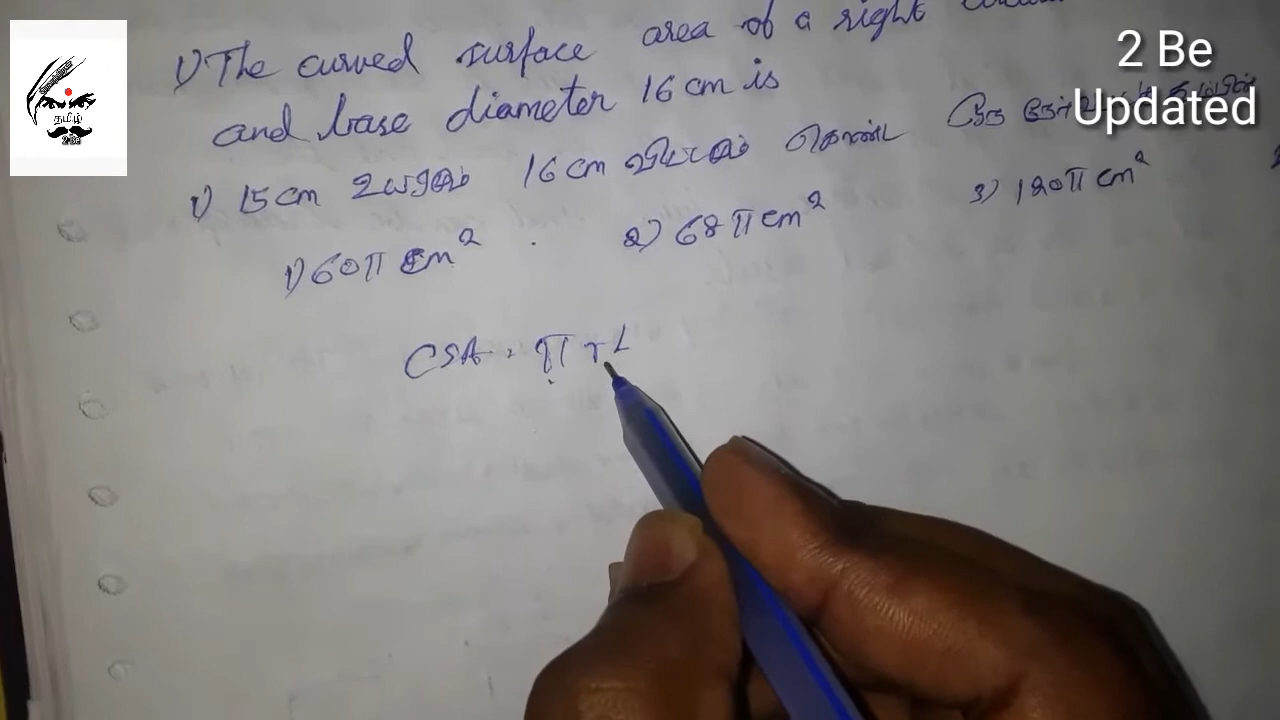 2 Be
Updated
தமிழ்
1) The curved surface area of a right
and base diameter 16 cm is
1) 15 cm உயரமும் 16 cm விட்டமும் கொண்ட ஒரு
1) 60π cm² 2) 68π cm² 3) 120π cm²
CSA = πrl